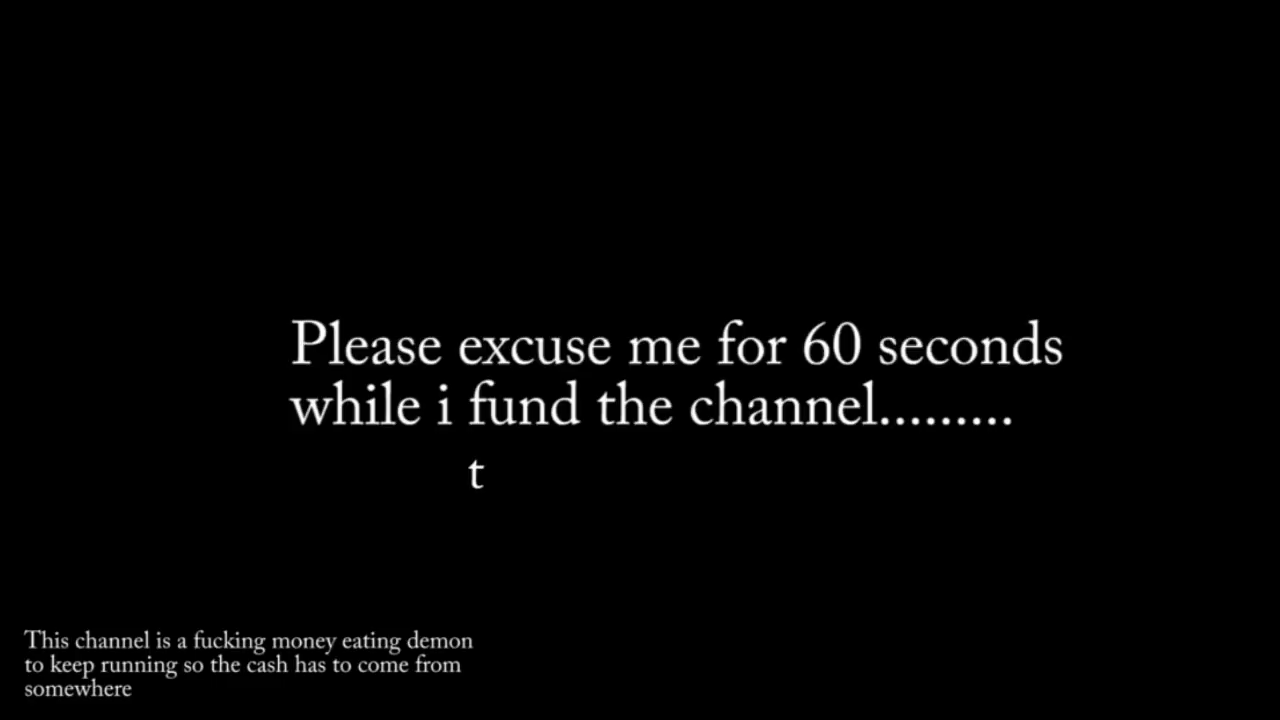 Please excuse me for 60 seconds
while i fund the channel.........
t
This channel is a fucking money eating demon
to keep running so the cash has to come from
somewhere